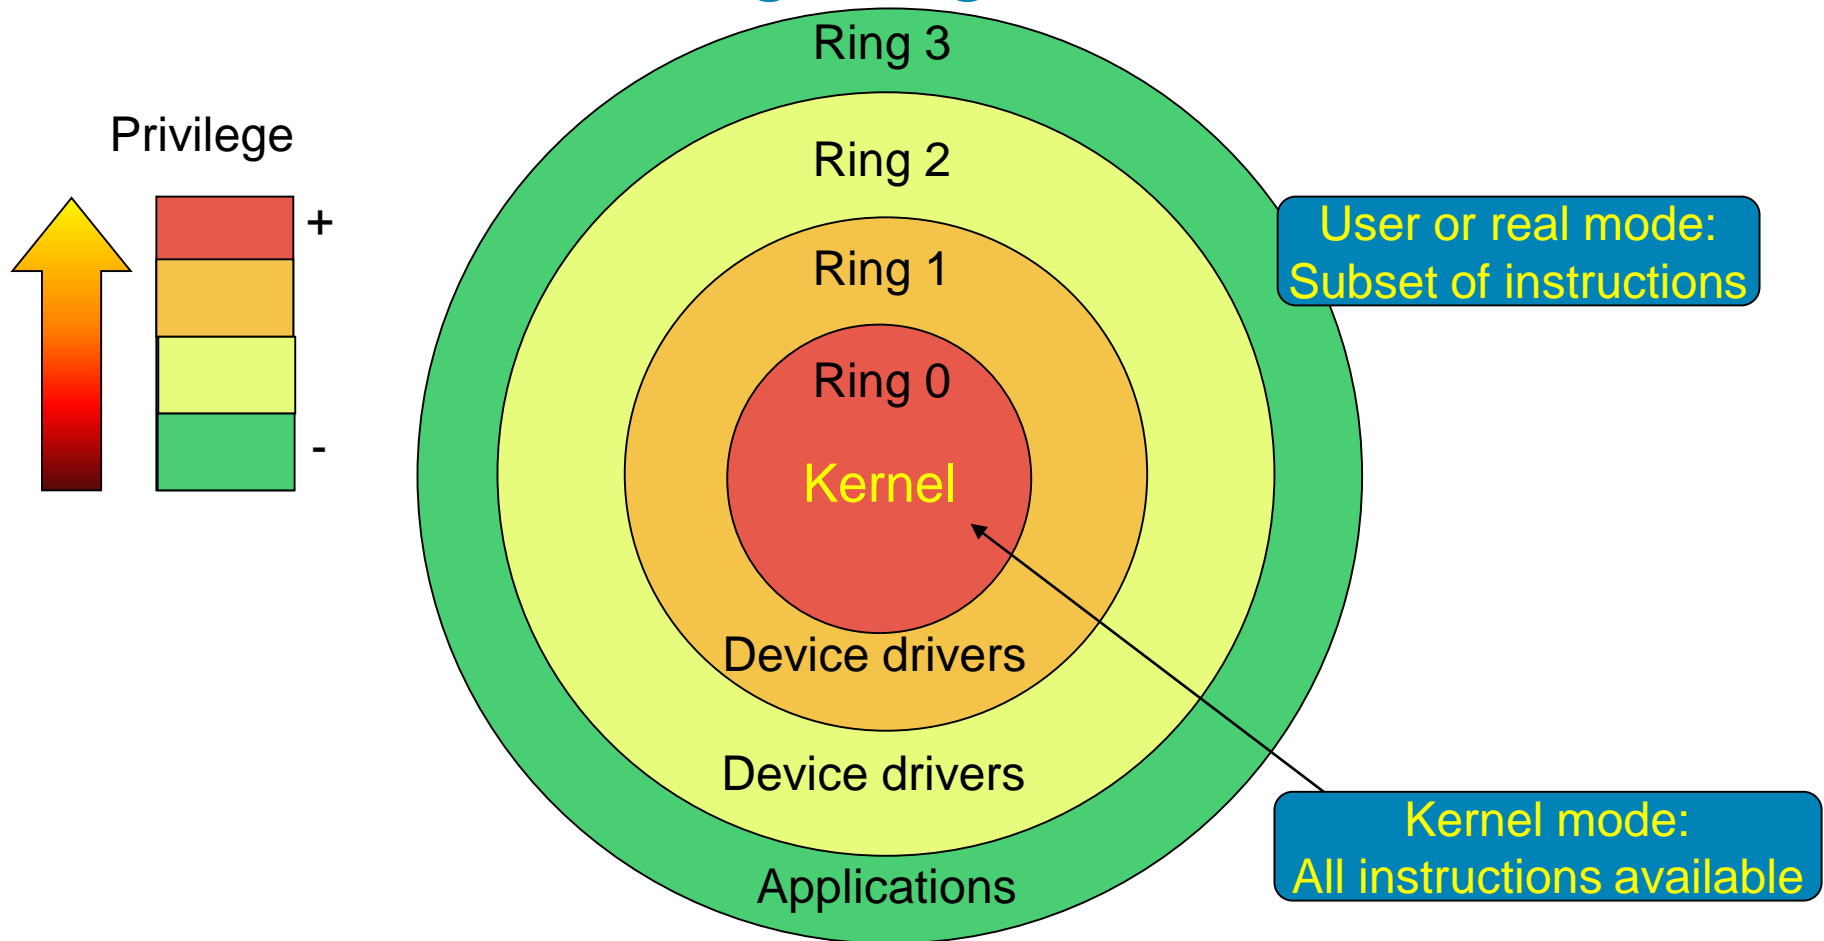 Ring 3
Privilege
Ring 2
+
User or real mode:
Subset of instructions
Ring 1
Ring 0
-
Kernel
Device drivers
Device drivers
Kernel mode:
All instructions available
Applications